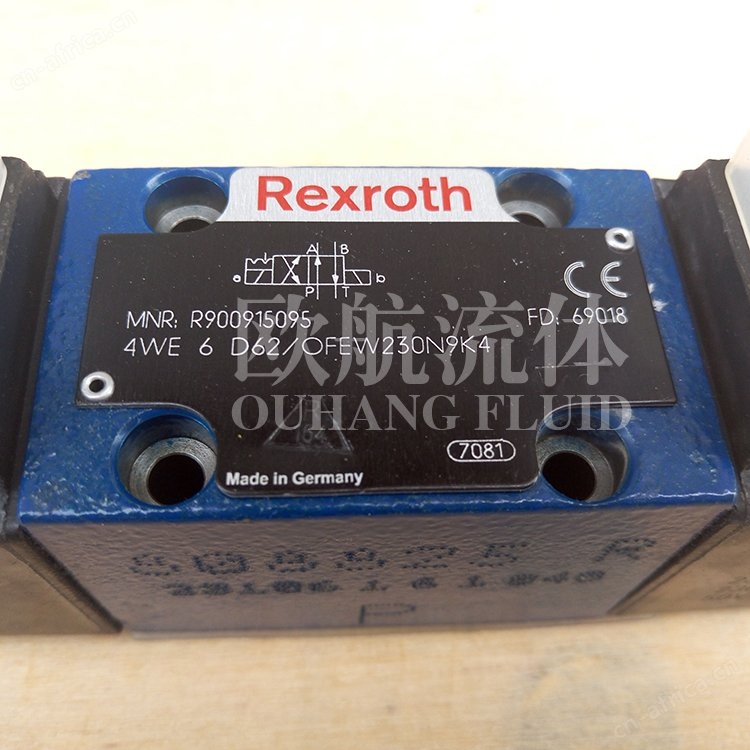 Rexroth
A B
a b
P T
CE
MNR: R900915095 FD: 69018
4WE 6 D62/OFEW230N9K4
欧航流体
OUHANG FLUID
7081
Made in Germany